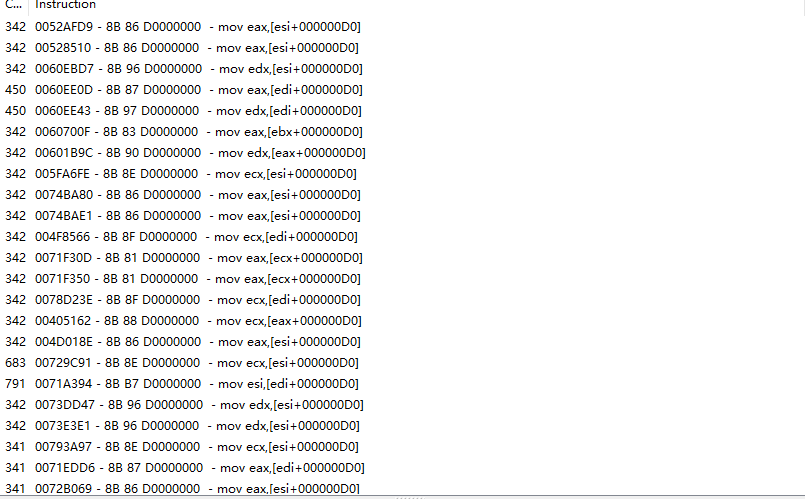 C... Instruction
342 0052AFD9 - 8B 86 D0000000 - mov eax,[esi+000000D0]
342 00528510 - 8B 86 D0000000 - mov eax,[esi+000000D0]
342 0060EBD7 - 8B 96 D0000000 - mov edx,[esi+000000D0]
450 0060EE0D - 8B 87 D0000000 - mov eax,[edi+000000D0]
450 0060EE43 - 8B 97 D0000000 - mov edx,[edi+000000D0]
342 0060700F - 8B 83 D0000000 - mov eax,[ebx+000000D0]
342 00601B9C - 8B 90 D0000000 - mov edx,[eax+000000D0]
342 005FA6FE - 8B 8E D0000000 - mov ecx,[esi+000000D0]
342 0074BA80 - 8B 86 D0000000 - mov eax,[esi+000000D0]
342 0074BAE1 - 8B 86 D0000000 - mov eax,[esi+000000D0]
342 004F8566 - 8B 8F D0000000 - mov ecx,[edi+000000D0]
342 0071F30D - 8B 81 D0000000 - mov eax,[ecx+000000D0]
342 0071F350 - 8B 81 D0000000 - mov eax,[ecx+000000D0]
342 0078D23E - 8B 8F D0000000 - mov ecx,[edi+000000D0]
342 00405162 - 8B 88 D0000000 - mov ecx,[eax+000000D0]
342 004D018E - 8B 86 D0000000 - mov eax,[esi+000000D0]
683 00729C91 - 8B 8E D0000000 - mov ecx,[esi+000000D0]
791 0071A394 - 8B B7 D0000000 - mov esi,[edi+000000D0]
342 0073DD47 - 8B 96 D0000000 - mov edx,[esi+000000D0]
342 0073E3E1 - 8B 96 D0000000 - mov edx,[esi+000000D0]
341 00793A97 - 8B 8E D0000000 - mov ecx,[esi+000000D0]
341 0071EDD6 - 8B 87 D0000000 - mov eax,[edi+000000D0]
341 0072B069 - 8B 86 D0000000 - mov eax,[esi+000000D0]